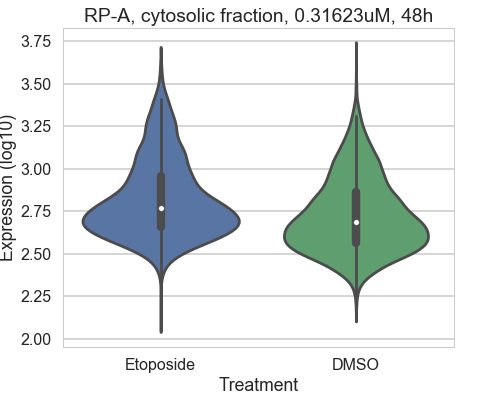 RP-A, cytosolic fraction, 0.31623uM, 48h
Expression (log10)
3.75
3.50
3.25
3.00
2.75
2.50
2.25
2.00
Etoposide
DMSO
Treatment